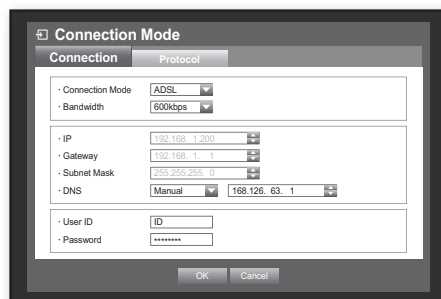 Connection Mode
Connection Protocol
· Connection Mode ADSL
· Bandwidth 600kbps
· IP 192.168. 1.200
· Gateway 192.168. 1. 1
· Subnet Mask 255.255.255. 0
· DNS Manual 168.126. 63. 1
· User ID ID
· Password ********
OK Cancel